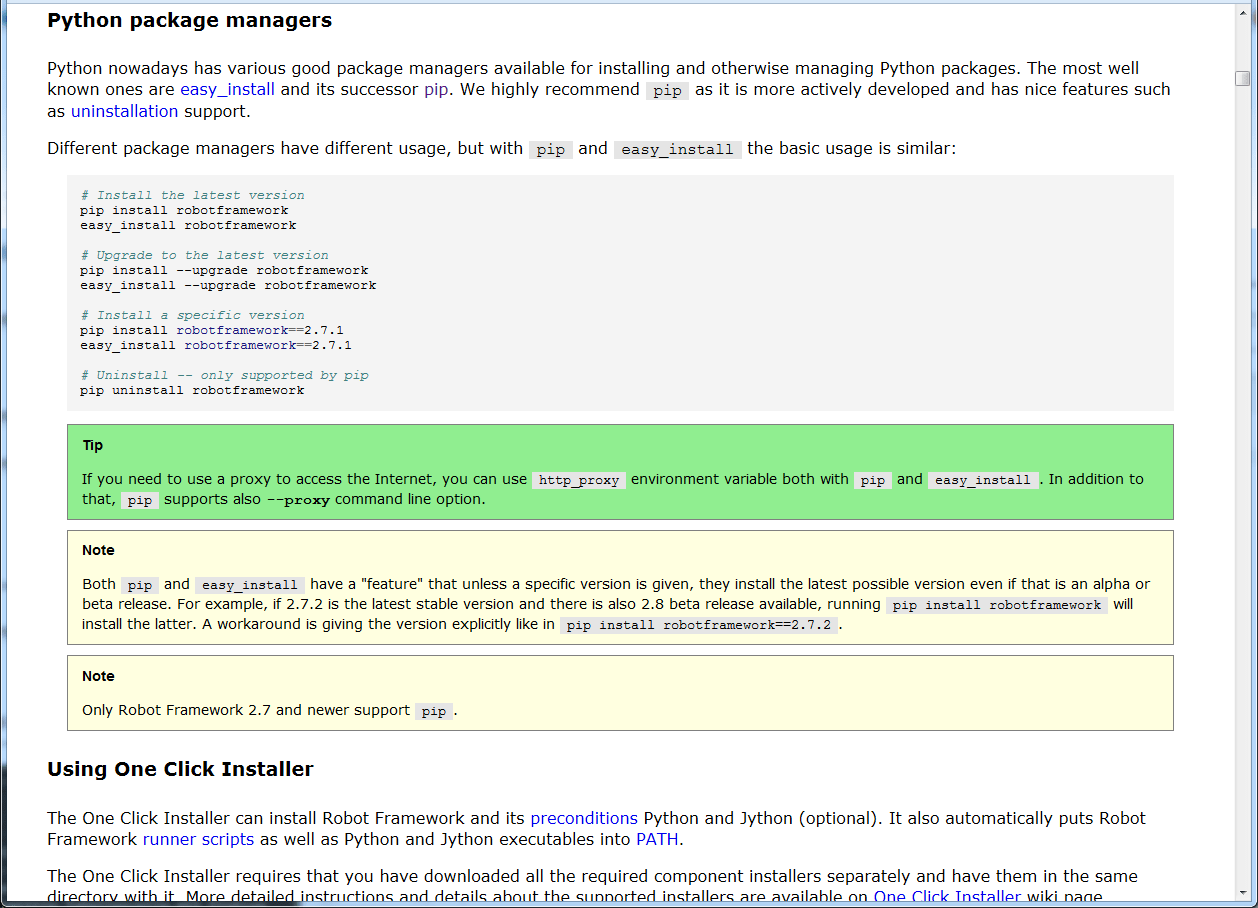 Python package managers
Python nowadays has various good package managers available for installing and otherwise managing Python packages. The most well
known ones are easy_install and its successor pip. We highly recommend pip as it is more actively developed and has nice features such
as uninstallation support.
Different package managers have different usage, but with pip and easy_install the basic usage is similar:
# Install the latest version
pip install robotframework
easy_install robotframework
# Upgrade to the latest version
pip install --upgrade robotframework
easy_install --upgrade robotframework
# Install a specific version
pip install robotframework==2.7.1
easy_install robotframework==2.7.1
# Uninstall -- only supported by pip
pip uninstall robotframework
Tip
If you need to use a proxy to access the Internet, you can use http_proxy environment variable both with pip and easy_install. In addition to
that, pip supports also --proxy command line option.
Note
Both pip and easy_install have a "feature" that unless a specific version is given, they install the latest possible version even if that is an alpha or
beta release. For example, if 2.7.2 is the latest stable version and there is also 2.8 beta release available, running pip install robotframework will
install the latter. A workaround is giving the version explicitly like in pip install robotframework==2.7.2.
Note
Only Robot Framework 2.7 and newer support pip.
Using One Click Installer
The One Click Installer can install Robot Framework and its preconditions Python and Jython (optional). It also automatically puts Robot
Framework runner scripts as well as Python and Jython executables into PATH.
The One Click Installer requires that you have downloaded all the required component installers separately and have them in the same
directory with it. More detailed instructions and details about the supported installers are available on One Click Installer wiki page.